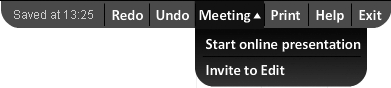 Saved at 13:25 Redo Undo Meeting Print Help Exit
Start online presentation
Invite to Edit